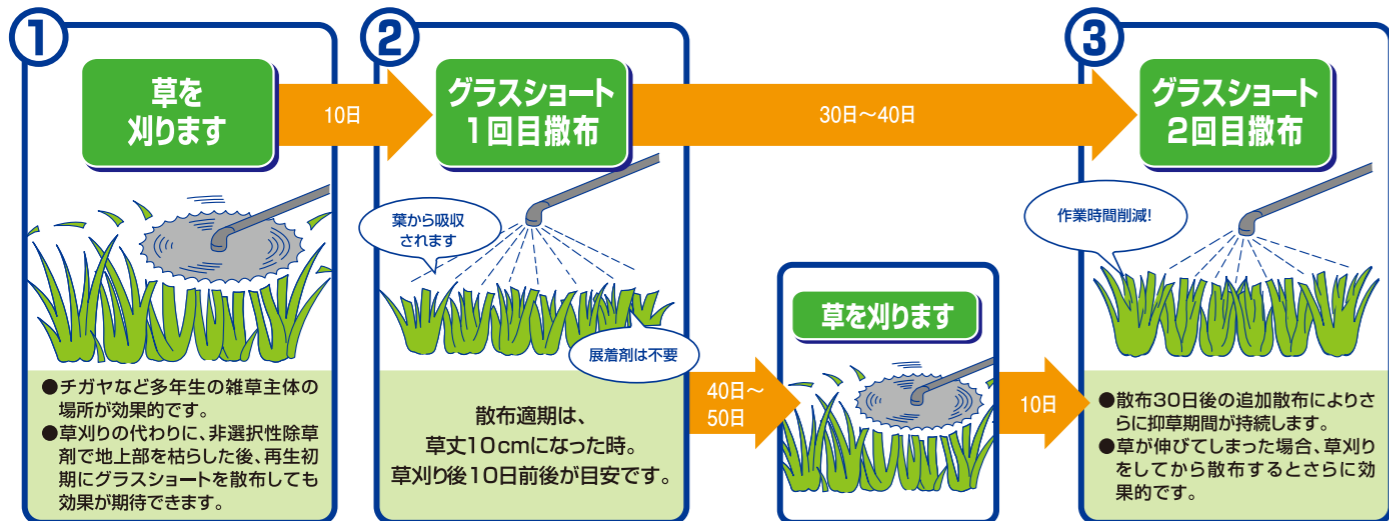 ①
草を
刈ります
10日
●チガヤなど多年生の雑草主体の
場所が効果的です。
●草刈りの代わりに、非選択性除草
剤で地上部を枯らした後、再生初
期にグラスショートを散布しても
効果が期待できます。
②
グラスショート
1回目撒布
30日～40日
葉から吸収
されます
展着剤は不要
散布適期は、
草丈10cmになった時。
草刈り後10日前後が目安です。
40日～
50日
草を刈ります
10日
③
グラスショート
2回目撒布
作業時間削減!
●散布30日後の追加散布によりさ
らに抑草期間が持続します。
●草が伸びてしまった場合、草刈り
をしてから散布するとさらに効
果的です。